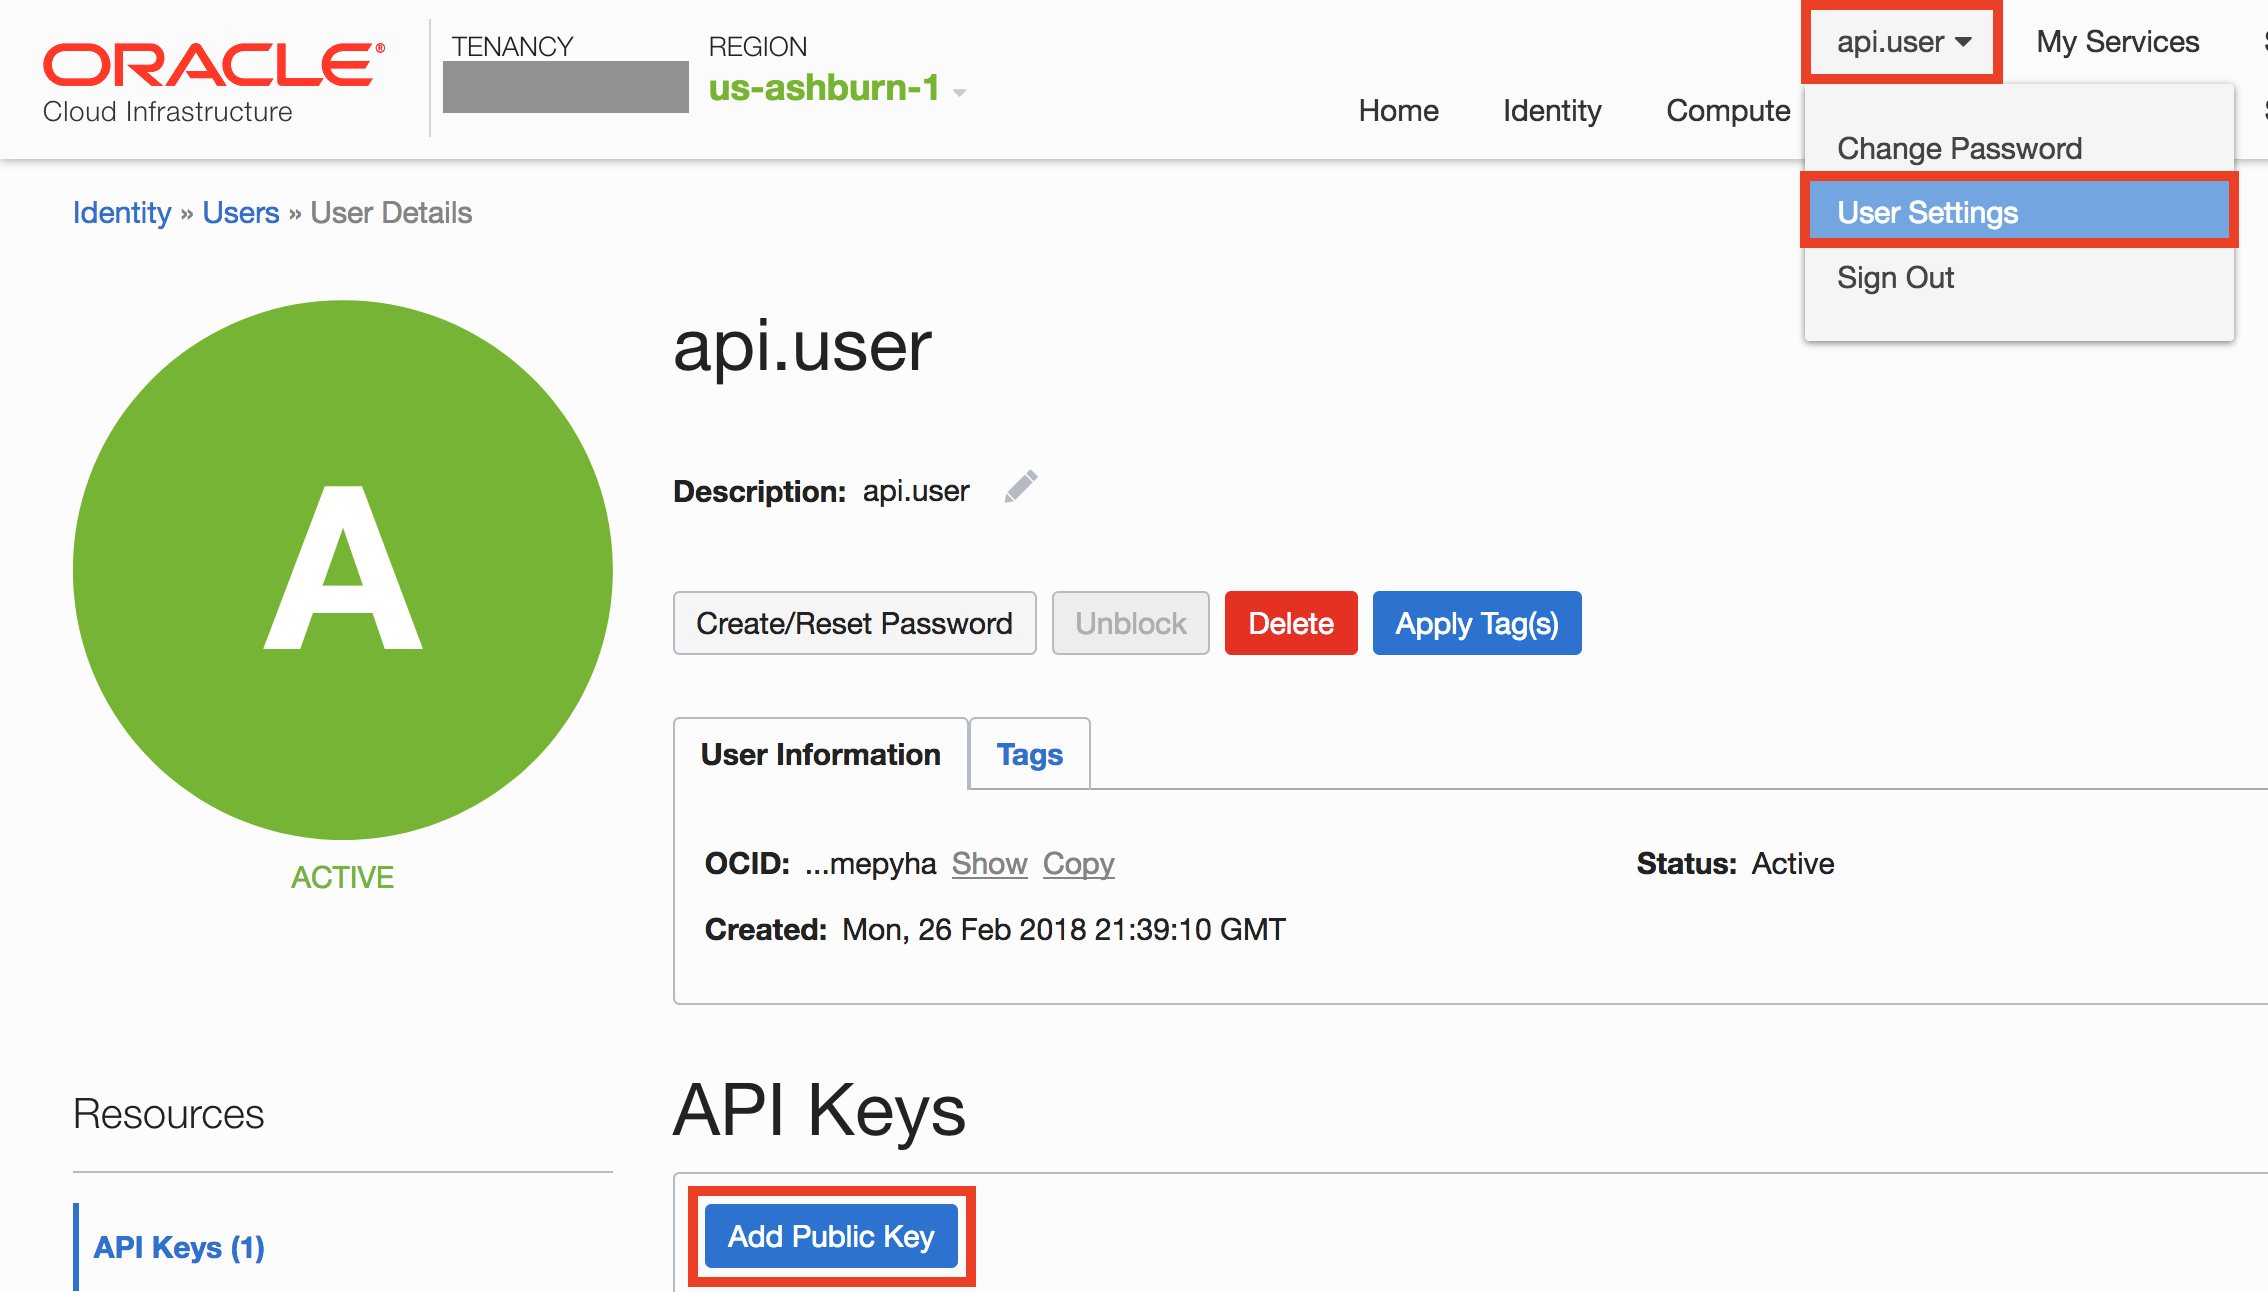 ORACLE®
Cloud Infrastructure
TENANCY
REGION
us-ashburn-1
api.user
My Services
Home
Identity
Compute
Change Password
User Settings
Sign Out
Identity » Users » User Details
A
ACTIVE
api.user
Description: api.user
Create/Reset Password
Unblock
Delete
Apply Tag(s)
User Information
Tags
OCID: ...mepyha Show Copy
Status: Active
Created: Mon, 26 Feb 2018 21:39:10 GMT
Resources
API Keys (1)
API Keys
Add Public Key